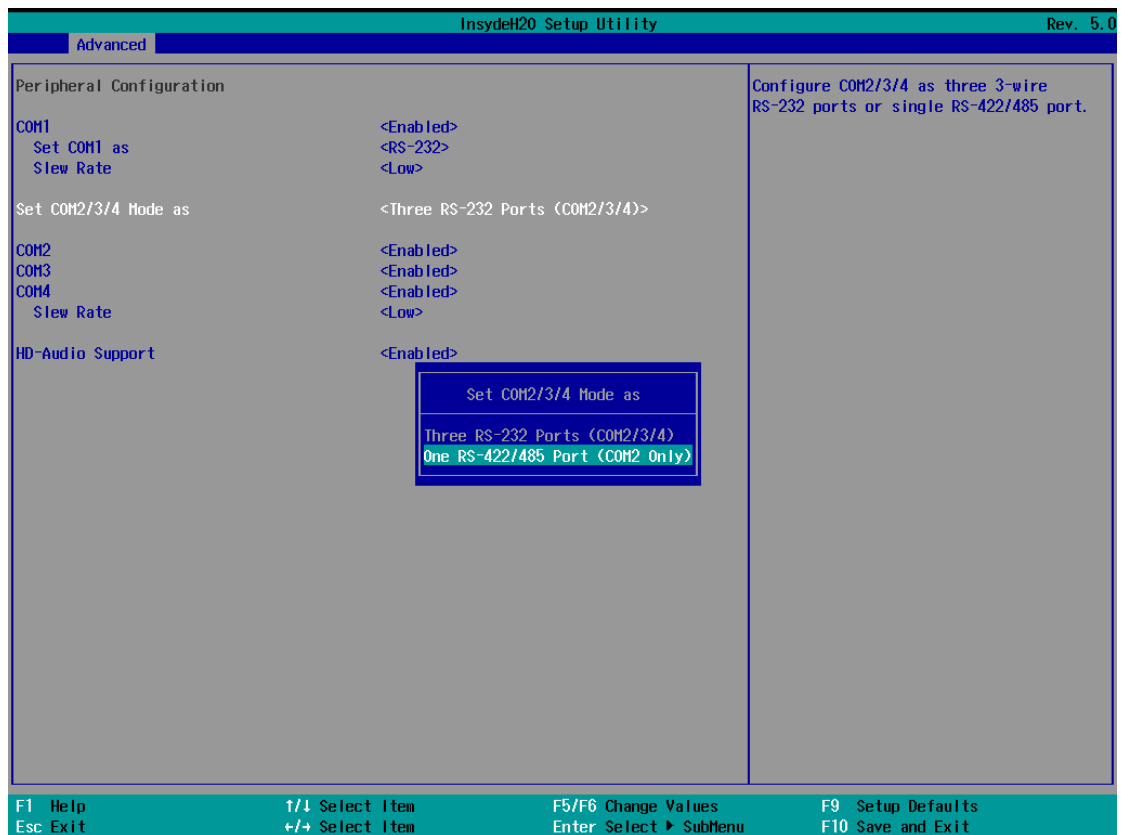 InsydeH20 Setup Utility Rev. 5.0
Advanced
Peripheral Configuration
COM1 <Enabled>
Set COM1 as <RS-232>
Slew Rate <Low>
Set COM2/3/4 Mode as <Three RS-232 Ports (COM2/3/4)>
COM2 <Enabled>
COM3 <Enabled>
COM4 <Enabled>
Slew Rate <Low>
HD-Audio Support <Enabled>
Set COM2/3/4 Mode as
Three RS-232 Ports (COM2/3/4)
One RS-422/485 Port (COM2 Only)
Configure COM2/3/4 as three 3-wire
RS-232 ports or single RS-422/485 port.
F1 Help ↑/↓ Select Item F5/F6 Change Values F9 Setup Defaults
Esc Exit ←/→ Select Item Enter Select ▶ SubMenu F10 Save and Exit